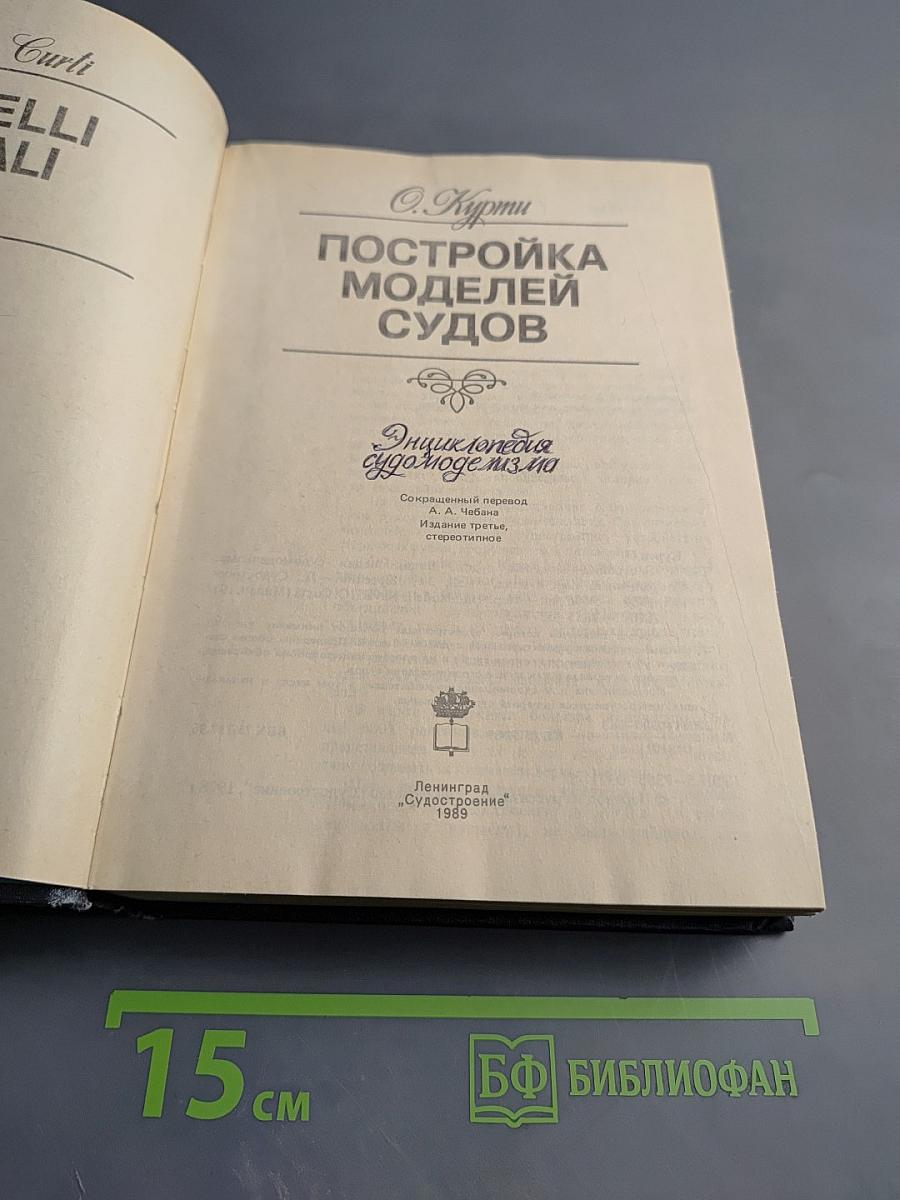 Curti
ELLI
ALI
О. Курти
ПОСТРОЙКА
МОДЕЛЕЙ
СУДОВ
Энциклопедия
судомоделизма
Сокращенный перевод
А. А. Чебана
Издание третье,
стереотипное
Ленинград
„Судостроение“
1989
15 см
БФ БИБЛИОФАН